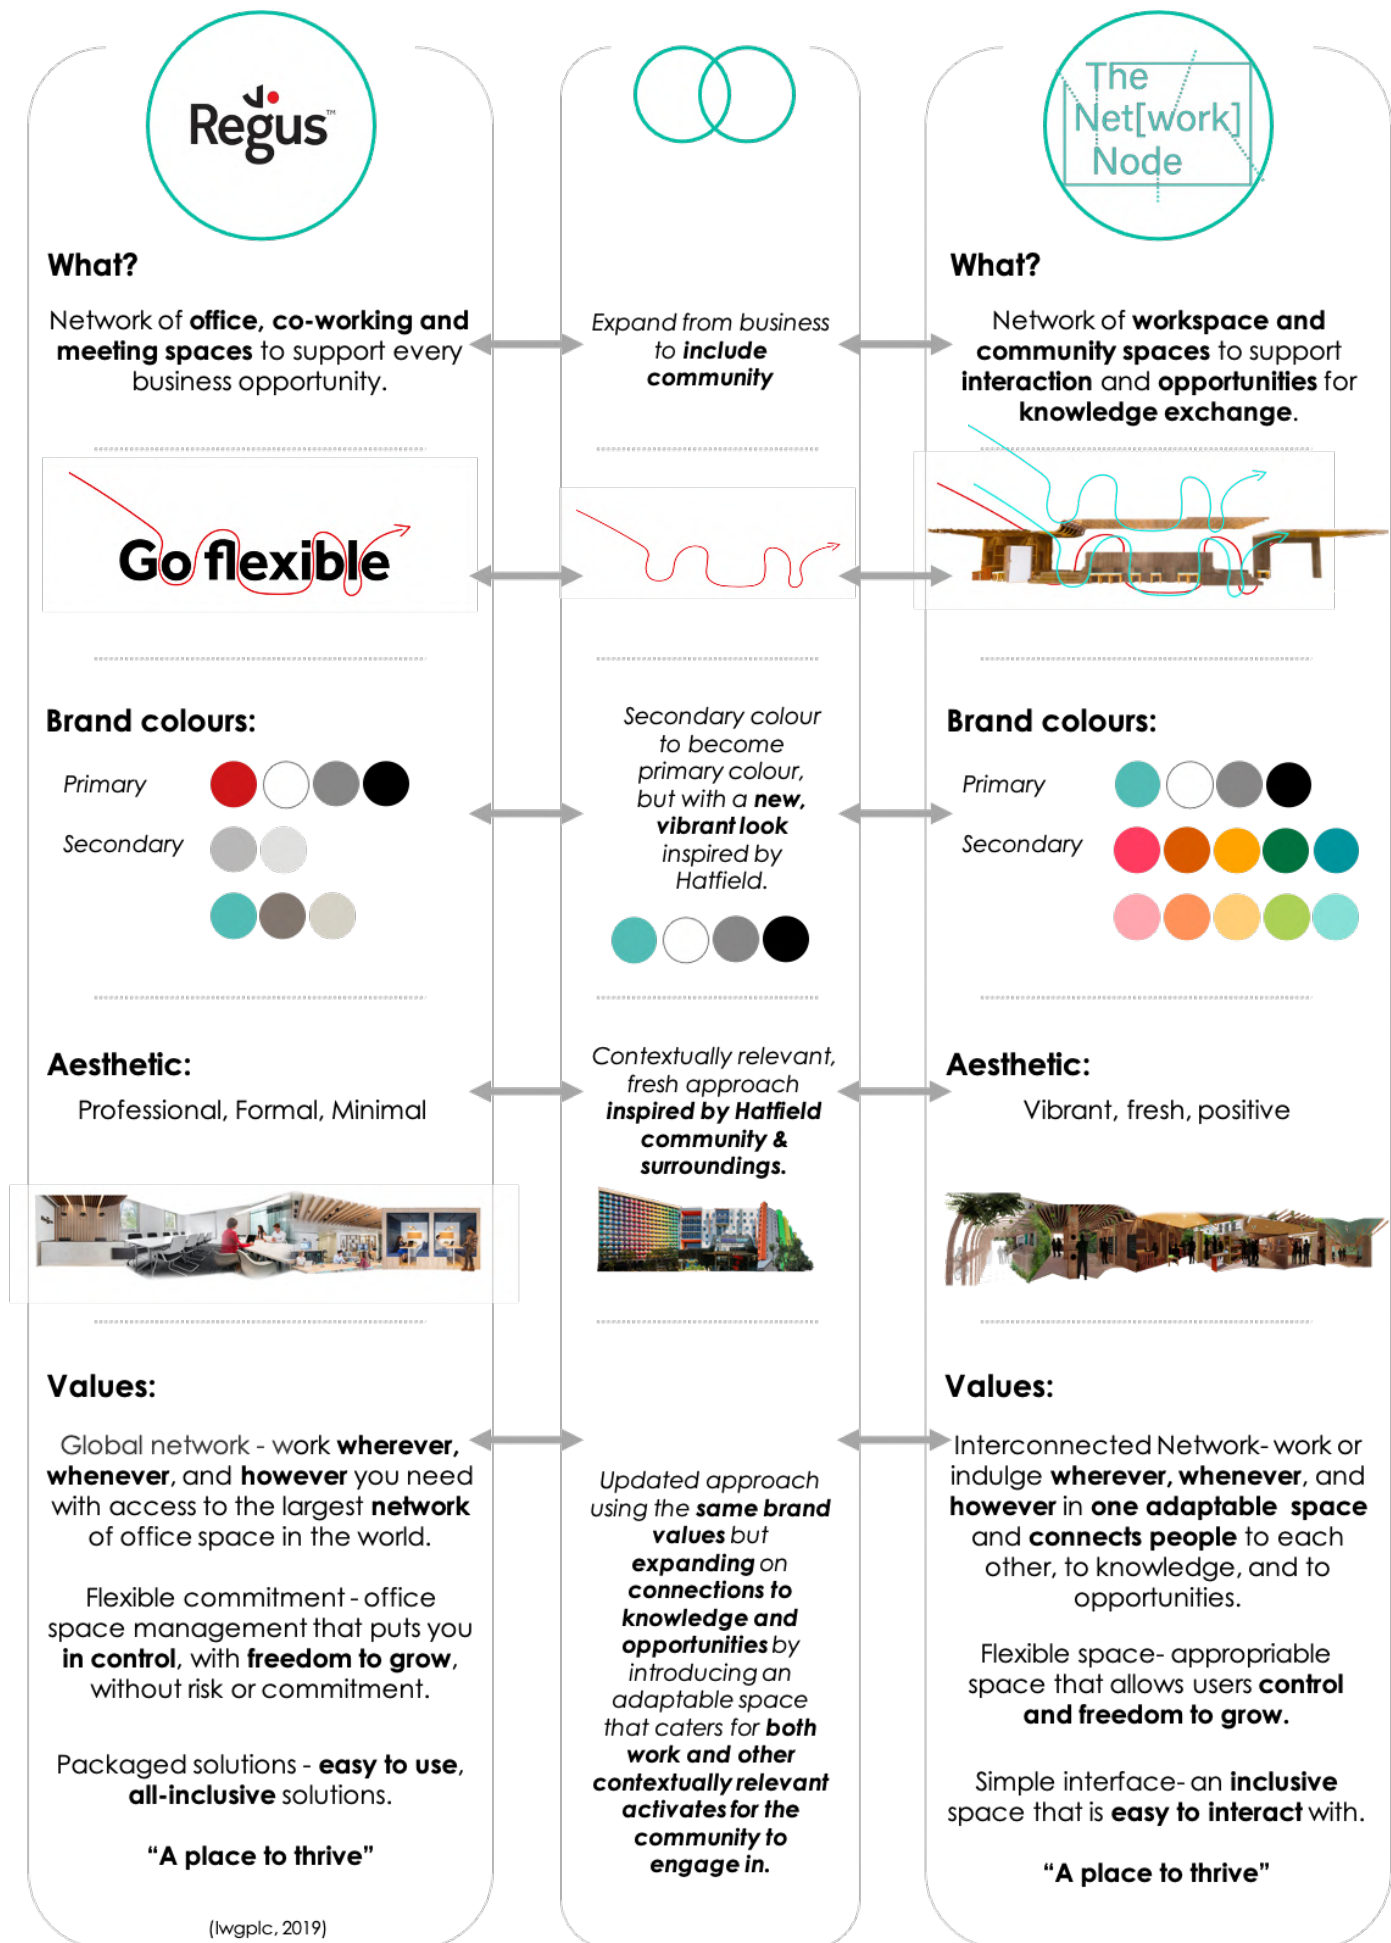 Regus™
What?
Network of office, co-working and
meeting spaces to support every
business opportunity.
Go flexible
Brand colours:
Primary
Secondary
Aesthetic:
Professional, Formal, Minimal
Values:
Global network - work wherever,
whenever, and however you need
with access to the largest network
of office space in the world.
Flexible commitment - office
space management that puts you
in control, with freedom to grow,
without risk or commitment.
Packaged solutions - easy to use,
all-inclusive solutions.
“A place to thrive”
(Iwgplc, 2019)
Expand from business
to include
community
Secondary colour
to become
primary colour,
but with a new,
vibrant look
inspired by
Hatfield.
Contextually relevant,
fresh approach
inspired by Hatfield
community &
surroundings.
Updated approach
using the same brand
values but
expanding on
connections to
knowledge and
opportunities by
introducing an
adaptable space
that caters for both
work and other
contextually relevant
activates for the
community to
engage in.
The
Net[work]
Node
What?
Network of workspace and
community spaces to support
interaction and opportunities for
knowledge exchange.
Brand colours:
Primary
Secondary
Aesthetic:
Vibrant, fresh, positive
Values:
Interconnected Network- work or
indulge wherever, whenever, and
however in one adaptable space
and connects people to each
other, to knowledge, and to
opportunities.
Flexible space- appropriable
space that allows users control
and freedom to grow.
Simple interface- an inclusive
space that is easy to interact with.
“A place to thrive”